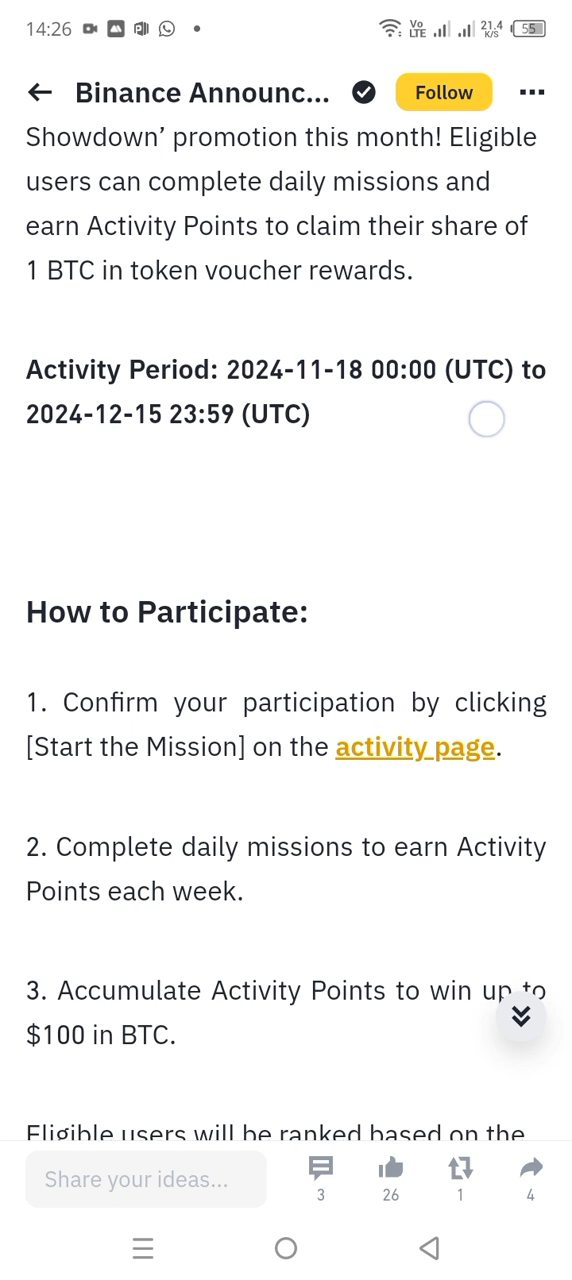 14:26
Vo
LTE
21.4
K/S
55
Binance Announc...
Follow
Showdown’ promotion this month! Eligible
users can complete daily missions and
earn Activity Points to claim their share of
1 BTC in token voucher rewards.
Activity Period: 2024-11-18 00:00 (UTC) to
2024-12-15 23:59 (UTC)
How to Participate:
1. Confirm your participation by clicking
[Start the Mission] on the activity page.
2. Complete daily missions to earn Activity
Points each week.
3. Accumulate Activity Points to win up to
$100 in BTC.
Eligible users will be ranked based on the
Share your ideas...
3
26
1
4